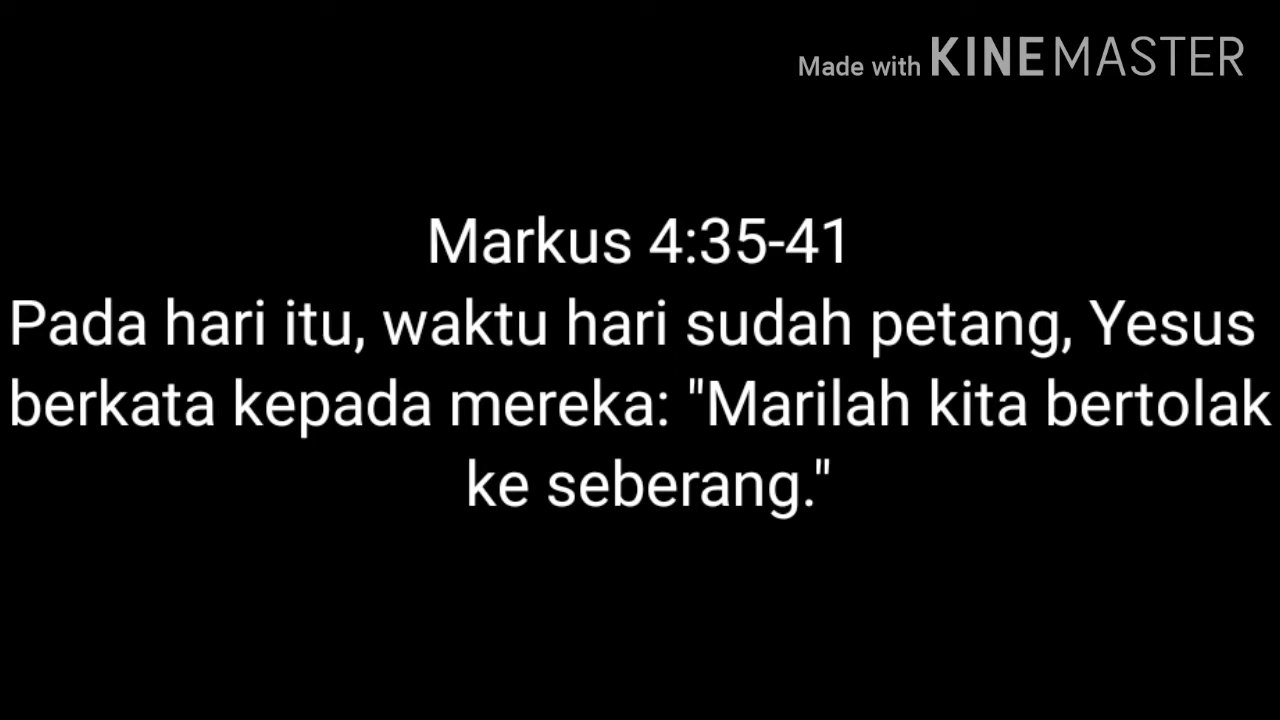 Made with KINEMASTER
Markus 4:35-41
Pada hari itu, waktu hari sudah petang, Yesus
berkata kepada mereka: "Marilah kita bertolak
ke seberang."